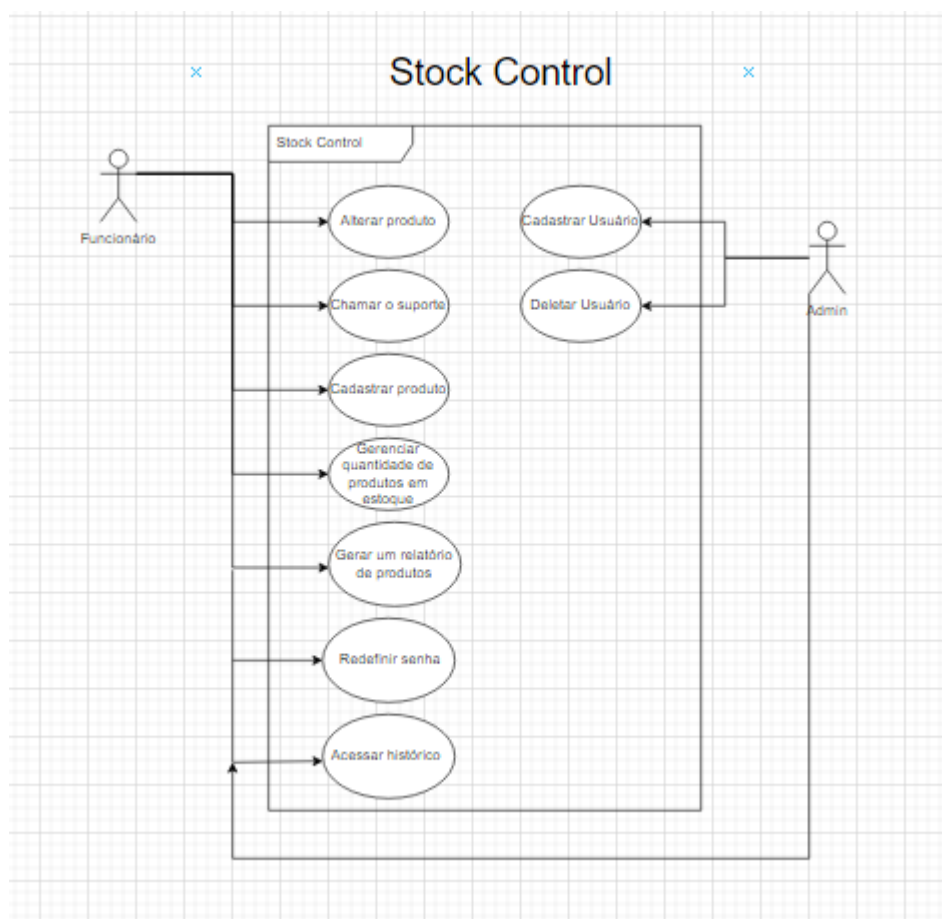 Stock Control
Stock Control
Funcionário
Alterar produto
Cadastrar Usuário
Chamar o suporte
Deletar Usuário
Admin
Cadastrar produto
Gerenciar
quantidade de
produtos em
estoque
Gerar um relatório
de produtos
Redefinir senha
Acessar histórico